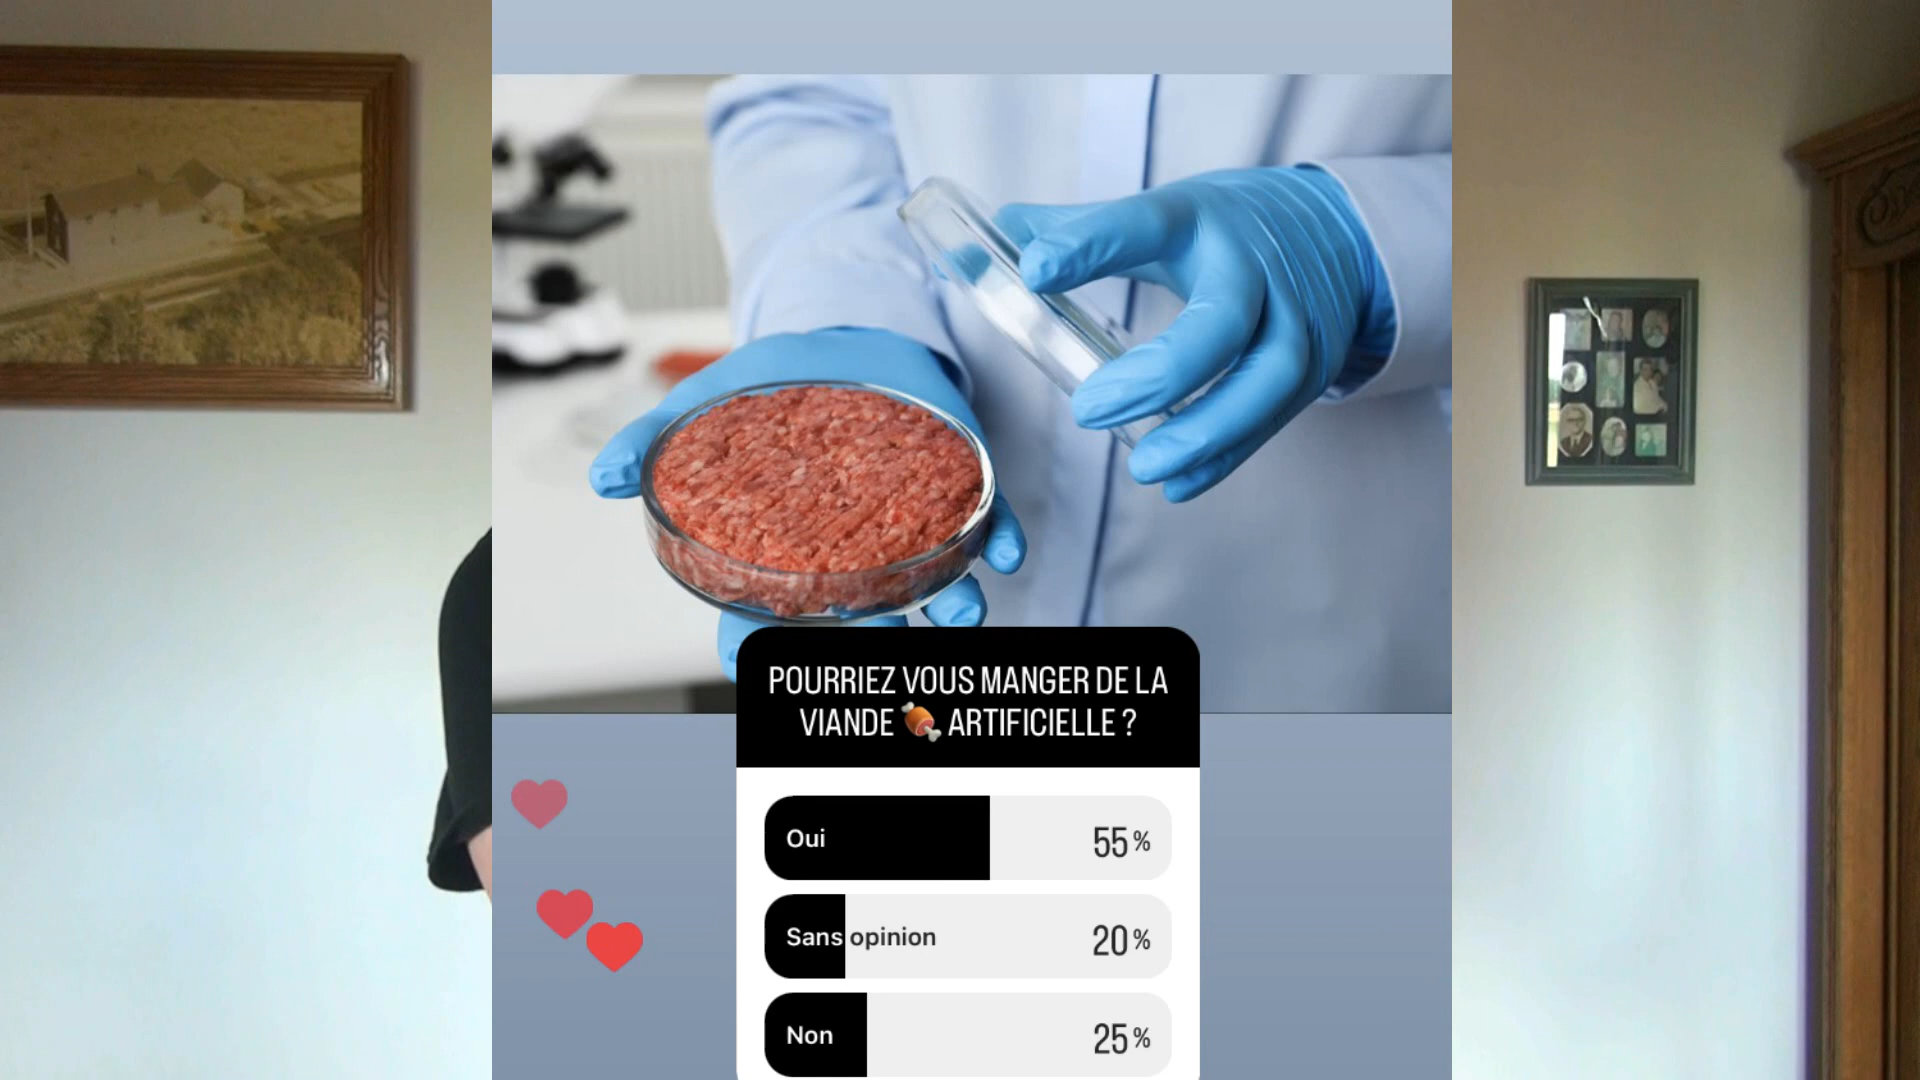 POURRIEZ VOUS MANGER DE LA
VIANDE 🍖 ARTIFICIELLE ?
Oui 55%
Sans opinion 20%
Non 25%